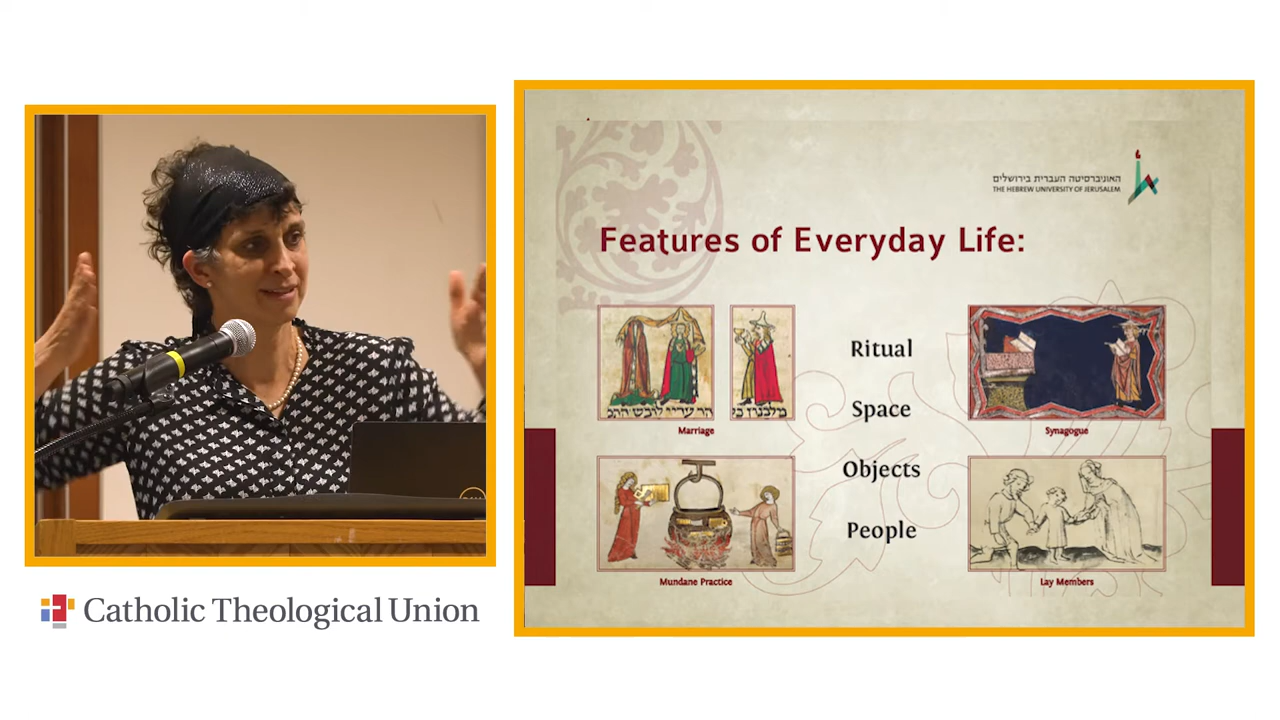 Catholic Theological Union
האוניברסיטה העברית בירושלים
THE HEBREW UNIVERSITY OF JERUSALEM
Features of Everyday Life:
Marriage
Ritual
Space
Objects
People
Synagogue
Mundane Practice
Lay Members